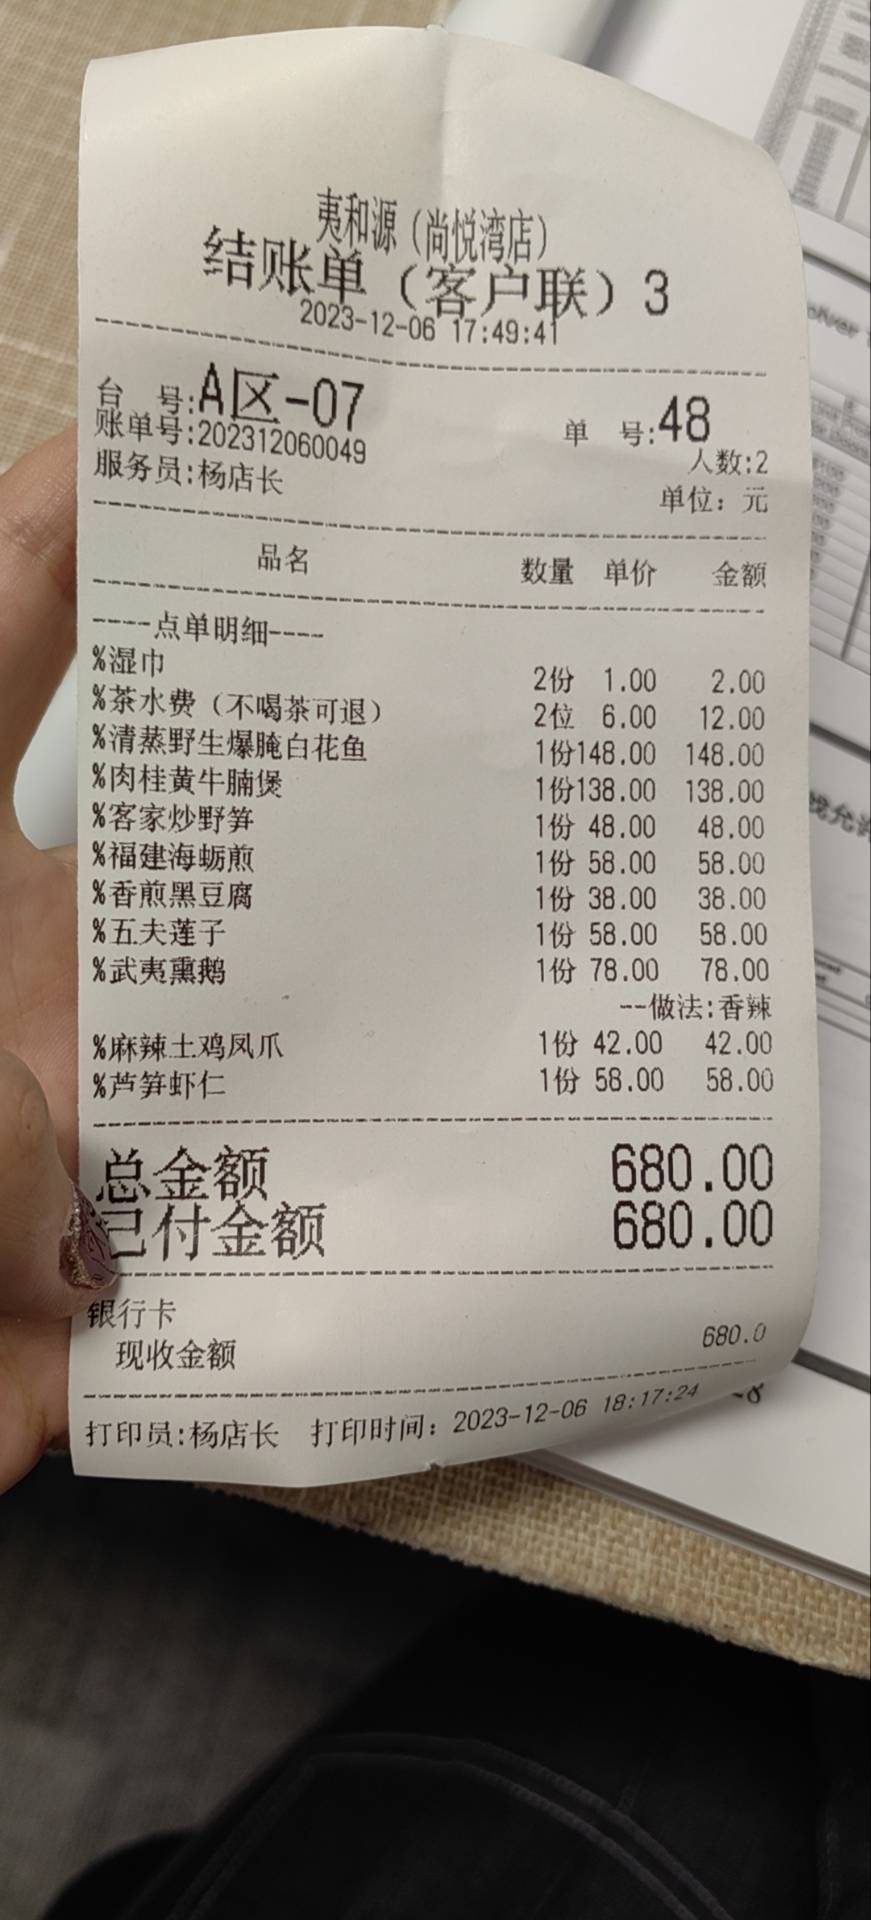 夷和源（尚悦湾店）
结账单（客户联）3
2023-12-06 17:49:41
台 号:A区-07 单 号:48
账单号:202312060049 人数:2
服务员:杨店长 单位：元
品名 数量 单价 金额
----点单明细----
%湿巾 2份 1.00 2.00
%茶水费（不喝茶可退） 2位 6.00 12.00
%清蒸野生爆腌白花鱼 1份148.00 148.00
%肉桂黄牛腩煲 1份138.00 138.00
%客家炒野笋 1份 48.00 48.00
%福建海蛎煎 1份 58.00 58.00
%香煎黑豆腐 1份 38.00 38.00
%五夫莲子 1份 58.00 58.00
%武夷熏鹅 1份 78.00 78.00
--做法:香辣
%麻辣土鸡凤爪 1份 42.00 42.00
%芦笋虾仁 1份 58.00 58.00
总金额 680.00
已付金额 680.00
银行卡
现收金额 680.0
打印员:杨店长 打印时间：2023-12-06 18:17:24